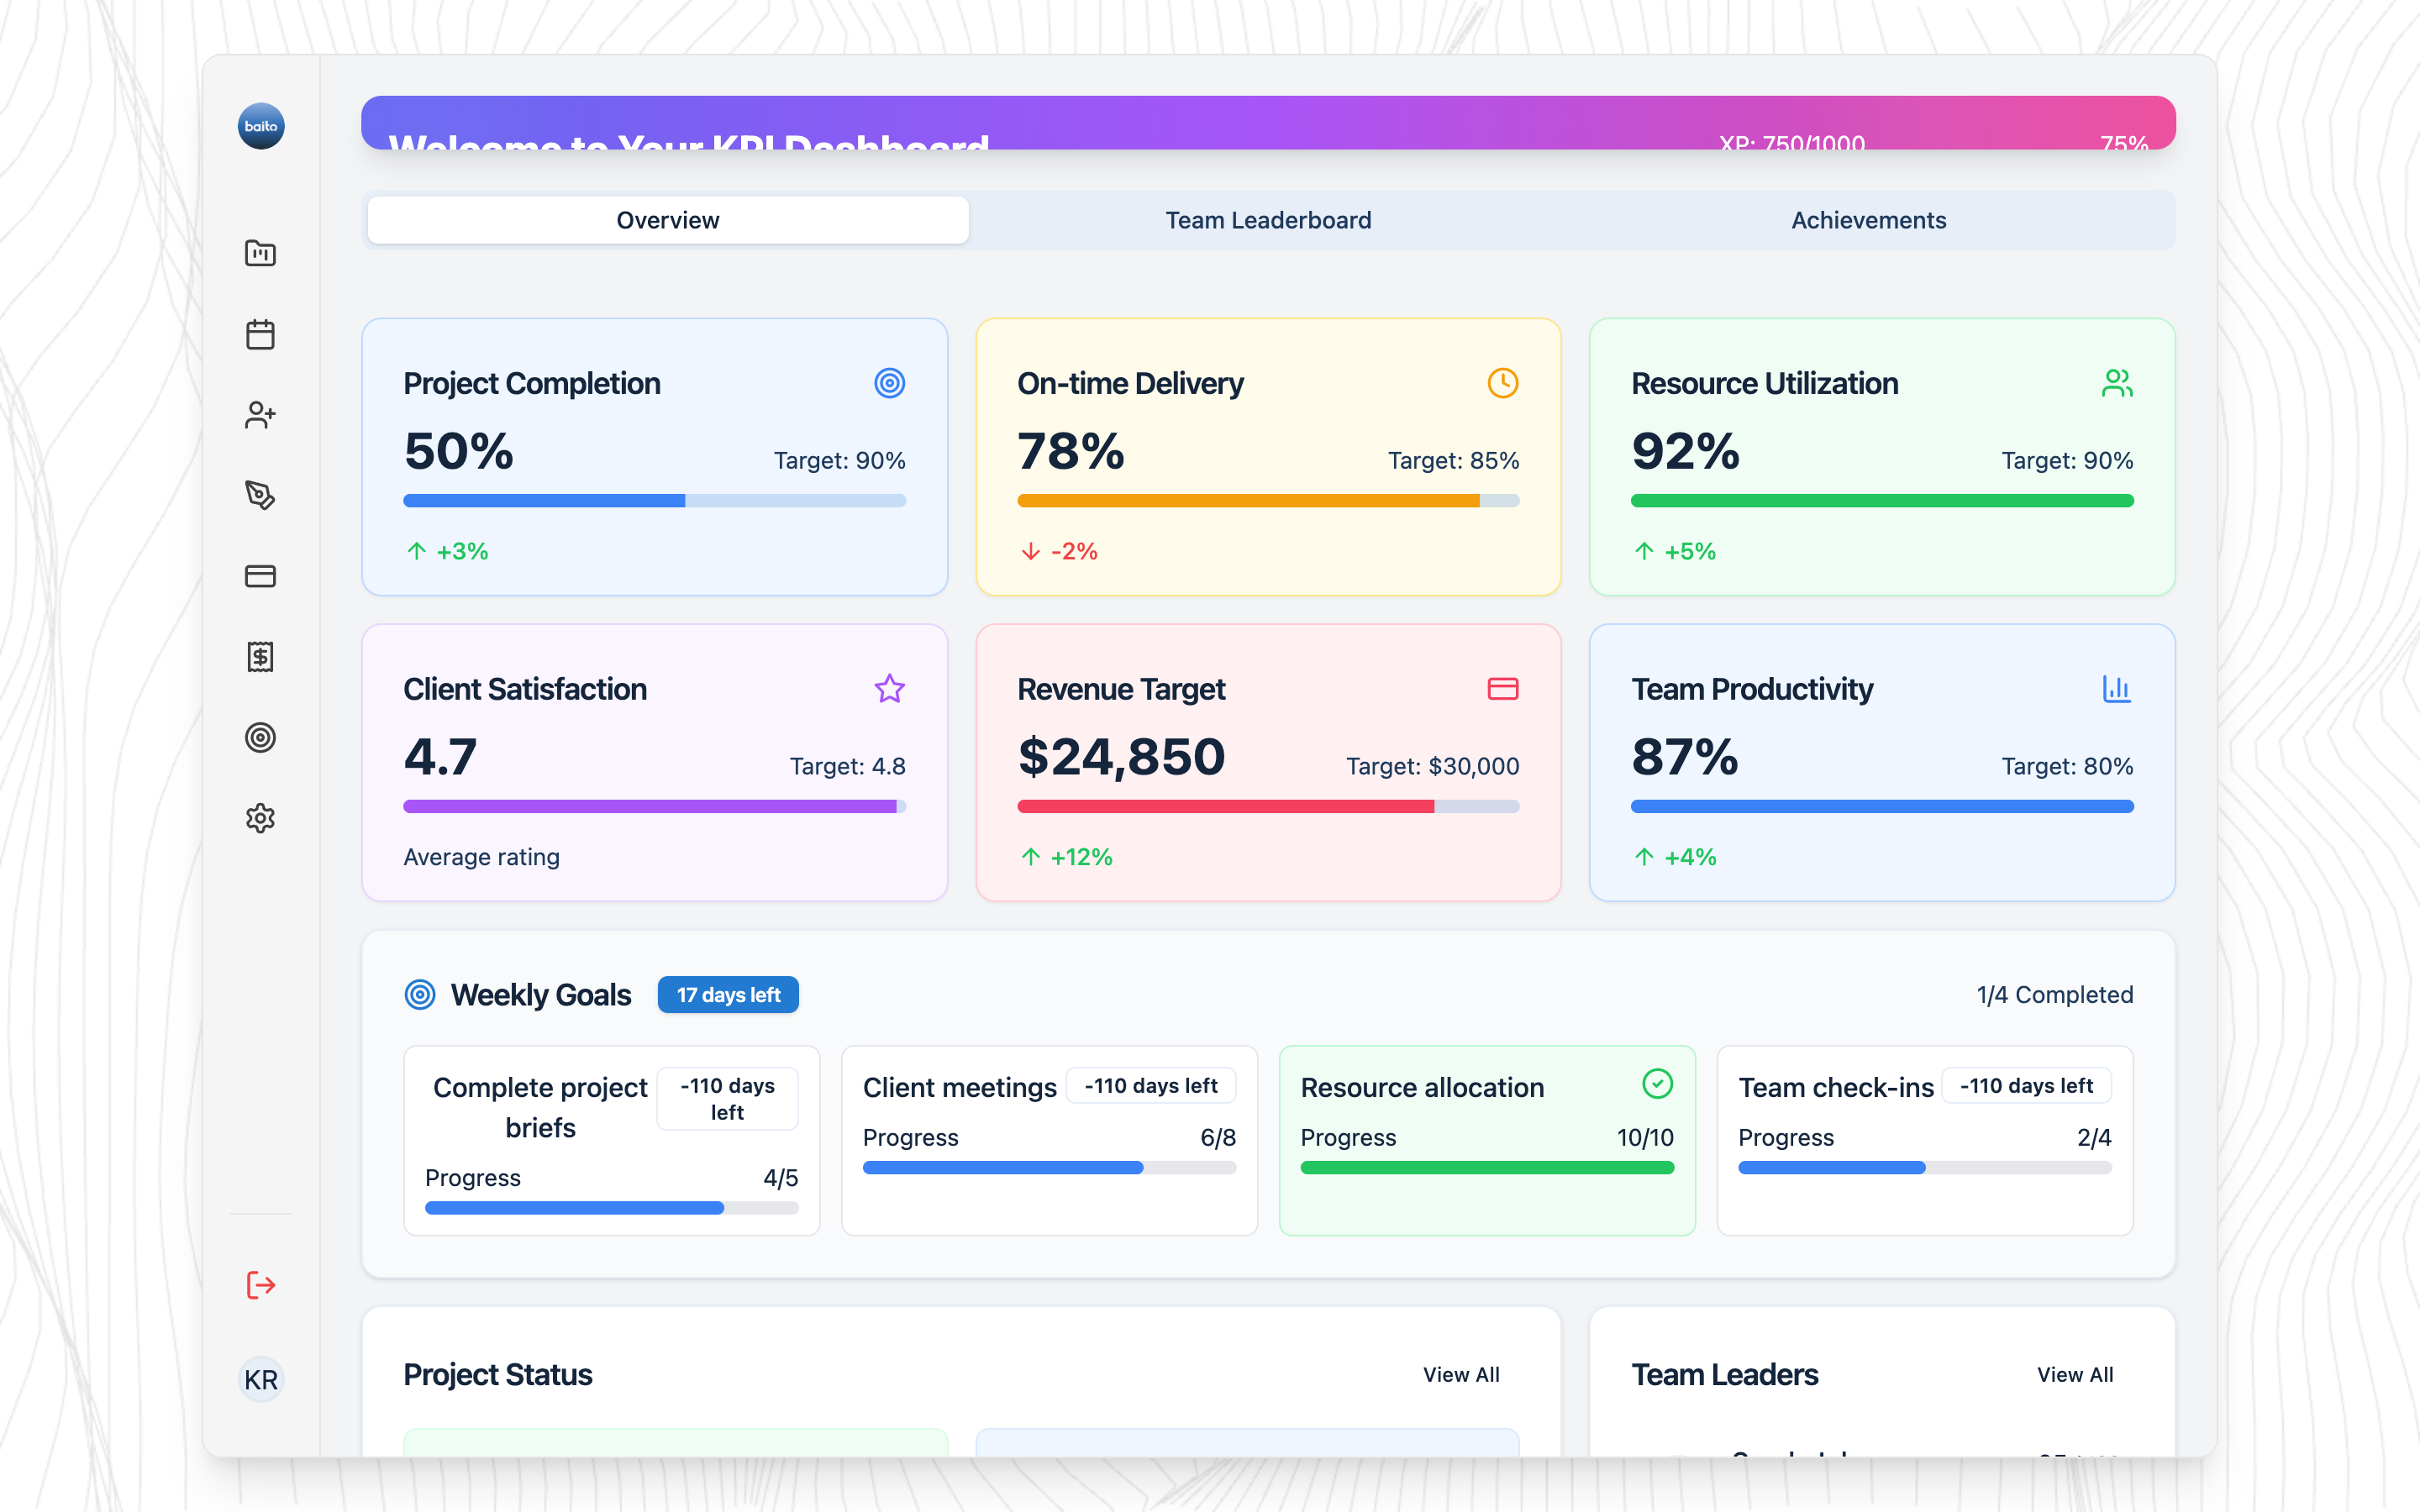 baito
Welcome to Your KPI Dashboard
XP: 750/1000
75%
Overview
Team Leaderboard
Achievements
Project Completion
50%
Target: 90%
+3%
On-time Delivery
78%
Target: 85%
-2%
Resource Utilization
92%
Target: 90%
+5%
Client Satisfaction
4.7
Target: 4.8
Average rating
Revenue Target
$24,850
Target: $30,000
+12%
Team Productivity
87%
Target: 80%
+4%
Weekly Goals
17 days left
1/4 Completed
Complete project
briefs
-110 days
left
Progress
4/5
Client meetings
-110 days left
Progress
6/8
Resource allocation
Progress
10/10
Team check-ins
-110 days left
Progress
2/4
Project Status
View All
Team Leaders
View All
KR